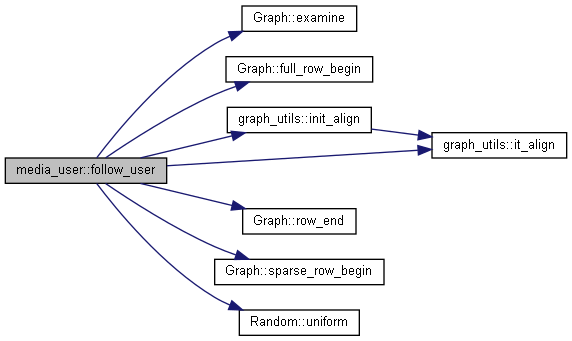 Graph::examine
Graph::full_row_begin
graph_utils::init_align
graph_utils::it_align
media_user::follow_user
Graph::row_end
Graph::sparse_row_begin
Random::uniform